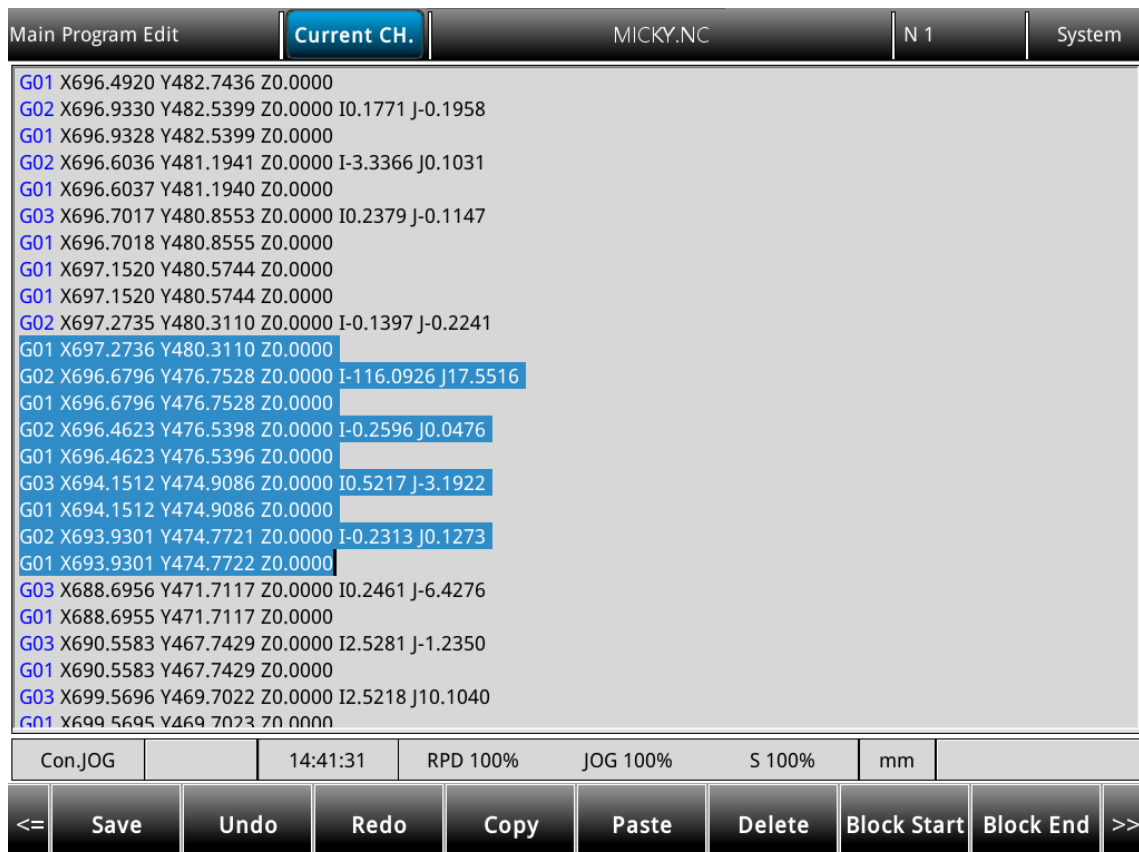 Main Program Edit Current CH. MICKY.NC N 1 System
G01 X696.4920 Y482.7436 Z0.0000
G02 X696.9330 Y482.5399 Z0.0000 I0.1771 J-0.1958
G01 X696.9328 Y482.5399 Z0.0000
G02 X696.6036 Y481.1941 Z0.0000 I-3.3366 J0.1031
G01 X696.6037 Y481.1940 Z0.0000
G03 X696.7017 Y480.8553 Z0.0000 I0.2379 J-0.1147
G01 X696.7018 Y480.8555 Z0.0000
G01 X697.1520 Y480.5744 Z0.0000
G01 X697.1520 Y480.5744 Z0.0000
G02 X697.2735 Y480.3110 Z0.0000 I-0.1397 J-0.2241
G01 X697.2736 Y480.3110 Z0.0000
G02 X696.6796 Y476.7528 Z0.0000 I-116.0926 J17.5516
G01 X696.6796 Y476.7528 Z0.0000
G02 X696.4623 Y476.5398 Z0.0000 I-0.2596 J0.0476
G01 X696.4623 Y476.5396 Z0.0000
G03 X694.1512 Y474.9086 Z0.0000 I0.5217 J-3.1922
G01 X694.1512 Y474.9086 Z0.0000
G02 X693.9301 Y474.7721 Z0.0000 I-0.2313 J0.1273
G01 X693.9301 Y474.7722 Z0.0000
G03 X688.6956 Y471.7117 Z0.0000 I0.2461 J-6.4276
G01 X688.6955 Y471.7117 Z0.0000
G03 X690.5583 Y467.7429 Z0.0000 I2.5281 J-1.2350
G01 X690.5583 Y467.7429 Z0.0000
G03 X699.5696 Y469.7022 Z0.0000 I2.5218 J10.1040
G01 X699.5695 Y469.7023 Z0.0000
Con.JOG 14:41:31 RPD 100% JOG 100% S 100% mm
<= Save Undo Redo Copy Paste Delete Block Start Block End >>